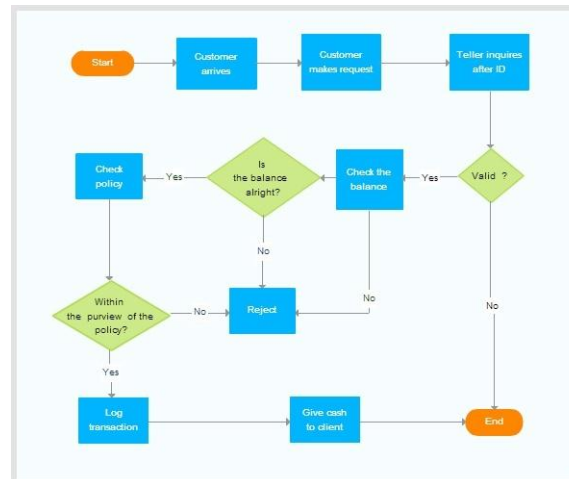 Start
Customer
arrives
Customer
makes request
Teller inquires
after ID
Check
policy
Yes
Is
the balance
alright?
Check the
balance
Yes
Valid ?
No
No
No
Within
the purview of the
policy?
No
Reject
Yes
Log
transaction
Give cash
to client
End